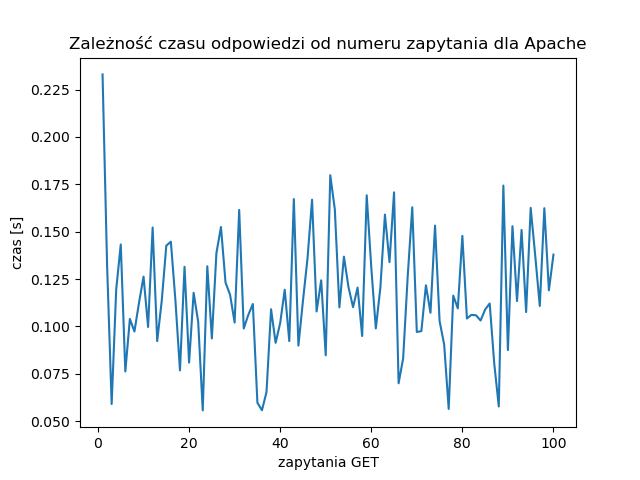 Zależność czasu odpowiedzi od numeru zapytania dla Apache
0.225
0.200
0.175
0.150
0.125
0.100
0.075
0.050
czas [s]
0 20 40 60 80 100
zapytania GET